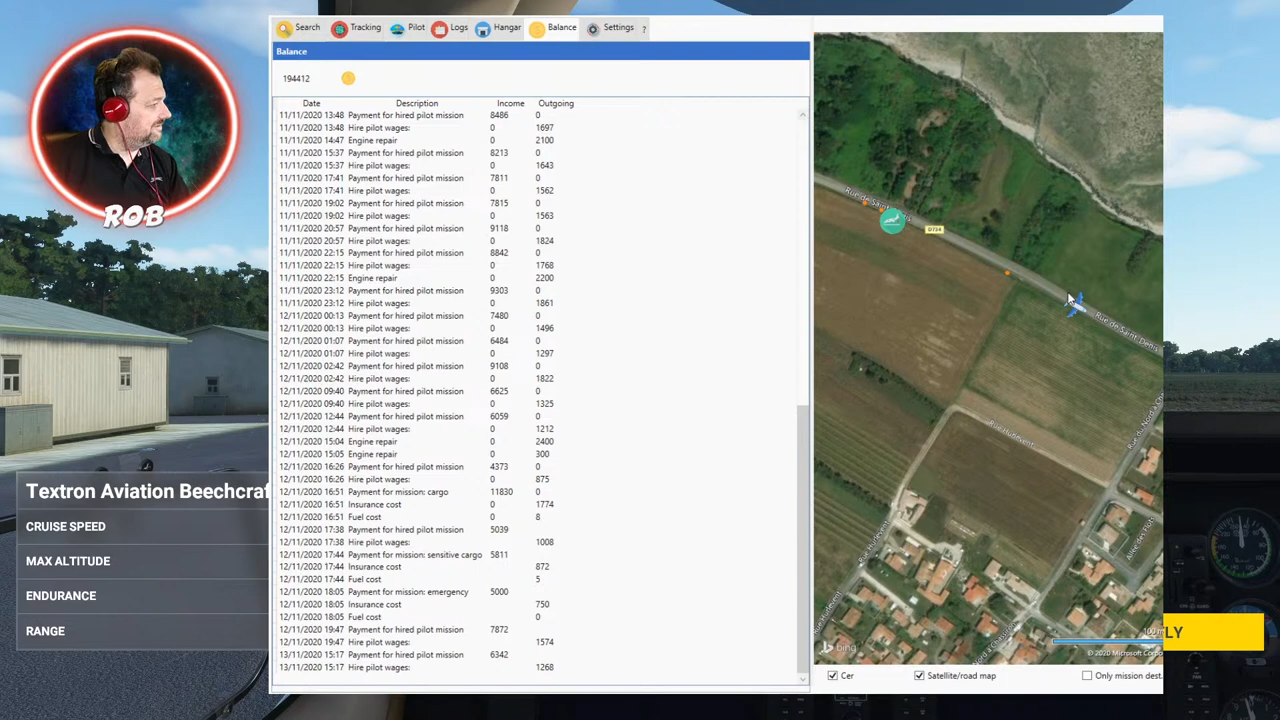 Search Tracking Pilot Logs Hangar Balance Settings ?
Balance
194412
Date Description Income Outgoing
11/11/2020 13:48 Payment for hired pilot mission 8486 0
11/11/2020 13:48 Hire pilot wages: 0 1697
11/11/2020 14:47 Engine repair 0 2100
11/11/2020 15:37 Payment for hired pilot mission 8213 0
11/11/2020 15:37 Hire pilot wages: 0 1643
11/11/2020 17:41 Payment for hired pilot mission 7811 0
11/11/2020 17:41 Hire pilot wages: 0 1562
11/11/2020 19:02 Payment for hired pilot mission 7815 0
11/11/2020 19:02 Hire pilot wages: 0 1563
11/11/2020 20:57 Payment for hired pilot mission 9118 0
11/11/2020 20:57 Hire pilot wages: 0 1824
11/11/2020 22:15 Payment for hired pilot mission 8842 0
11/11/2020 22:15 Hire pilot wages: 0 1768
11/11/2020 22:15 Engine repair 0 2200
11/11/2020 23:12 Payment for hired pilot mission 9303 0
11/11/2020 23:12 Hire pilot wages: 0 1861
12/11/2020 00:13 Payment for hired pilot mission 7480 0
12/11/2020 00:13 Hire pilot wages: 0 1496
12/11/2020 01:07 Payment for hired pilot mission 6484 0
12/11/2020 01:07 Hire pilot wages: 0 1297
12/11/2020 02:42 Payment for hired pilot mission 9108 0
12/11/2020 02:42 Hire pilot wages: 0 1822
12/11/2020 09:40 Payment for hired pilot mission 6625 0
12/11/2020 09:40 Hire pilot wages: 0 1325
12/11/2020 12:44 Payment for hired pilot mission 6059 0
12/11/2020 12:44 Hire pilot wages: 0 1212
12/11/2020 15:04 Engine repair 0 2400
12/11/2020 15:05 Engine repair 0 300
12/11/2020 16:26 Payment for hired pilot mission 4373 0
12/11/2020 16:26 Hire pilot wages: 0 875
12/11/2020 16:51 Payment for mission: cargo 11830 0
12/11/2020 16:51 Insurance cost 0 1774
12/11/2020 16:51 Fuel cost 0 8
12/11/2020 17:38 Payment for hired pilot mission 5039 0
12/11/2020 17:38 Hire pilot wages: 0 1008
12/11/2020 17:44 Payment for mission: sensitive cargo 5811 0
12/11/2020 17:44 Insurance cost 0 872
12/11/2020 17:44 Fuel cost 0 5
12/11/2020 18:05 Payment for mission: emergency 5000 0
12/11/2020 18:05 Insurance cost 0 750
12/11/2020 18:05 Fuel cost 0 0
12/11/2020 19:47 Payment for hired pilot mission 7872 0
12/11/2020 19:47 Hire pilot wages: 0 1574
13/11/2020 15:17 Payment for hired pilot mission 6342 0
13/11/2020 15:17 Hire pilot wages: 0 1268
Rue de Saint Denis
D734
Rue de Saint Denis
Rue Hudevent
Rue Hudevent
Rue Hudevent
Allée des Flots
bing
100 m
© 2020 Microsoft Corpo
Cer Satellite/road map Only mission dest.
ROB
Textron Aviation Beechcraf
CRUISE SPEED
MAX ALTITUDE
ENDURANCE
RANGE
LY